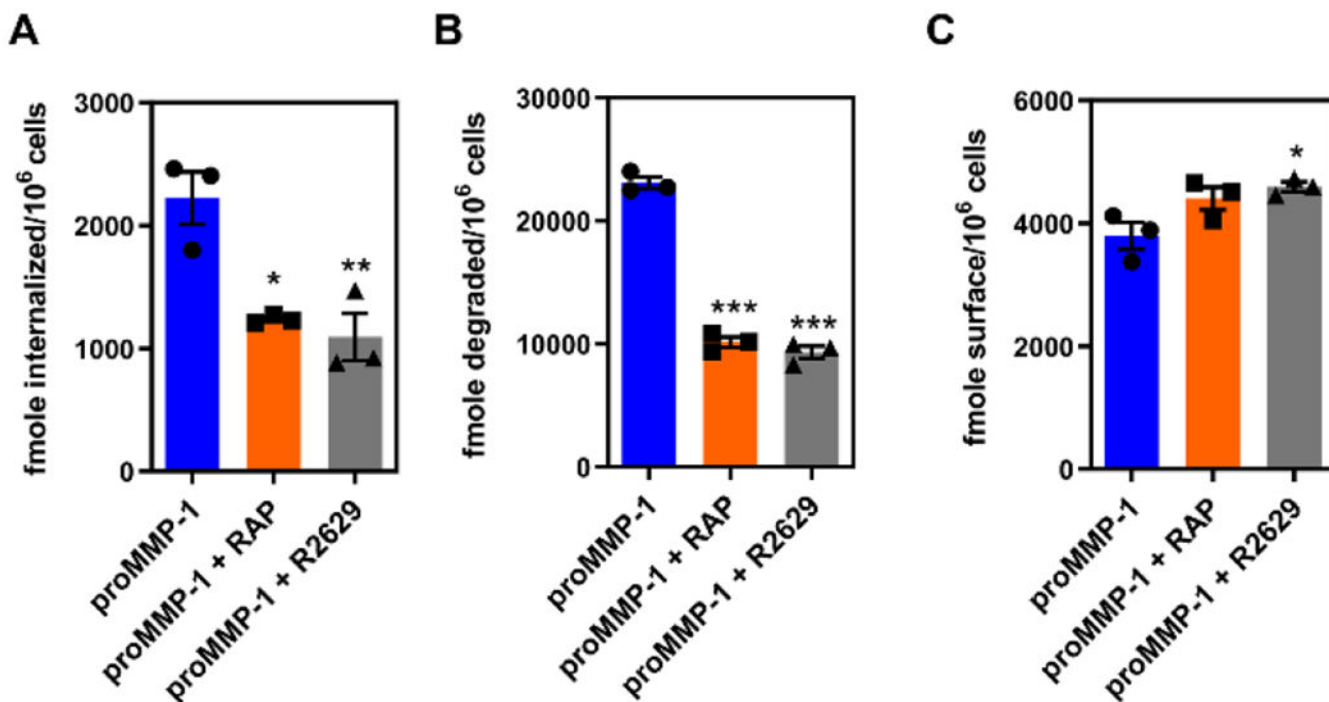 A
fmole internalized/10⁶ cells
3000
2000
1000
0
*
**
proMMP-1
proMMP-1 + RAP
proMMP-1 + R2629
B
fmole degraded/10⁶ cells
30000
20000
10000
0
***
***
proMMP-1
proMMP-1 + RAP
proMMP-1 + R2629
C
fmole surface/10⁶ cells
6000
4000
2000
0
*
proMMP-1
proMMP-1 + RAP
proMMP-1 + R2629